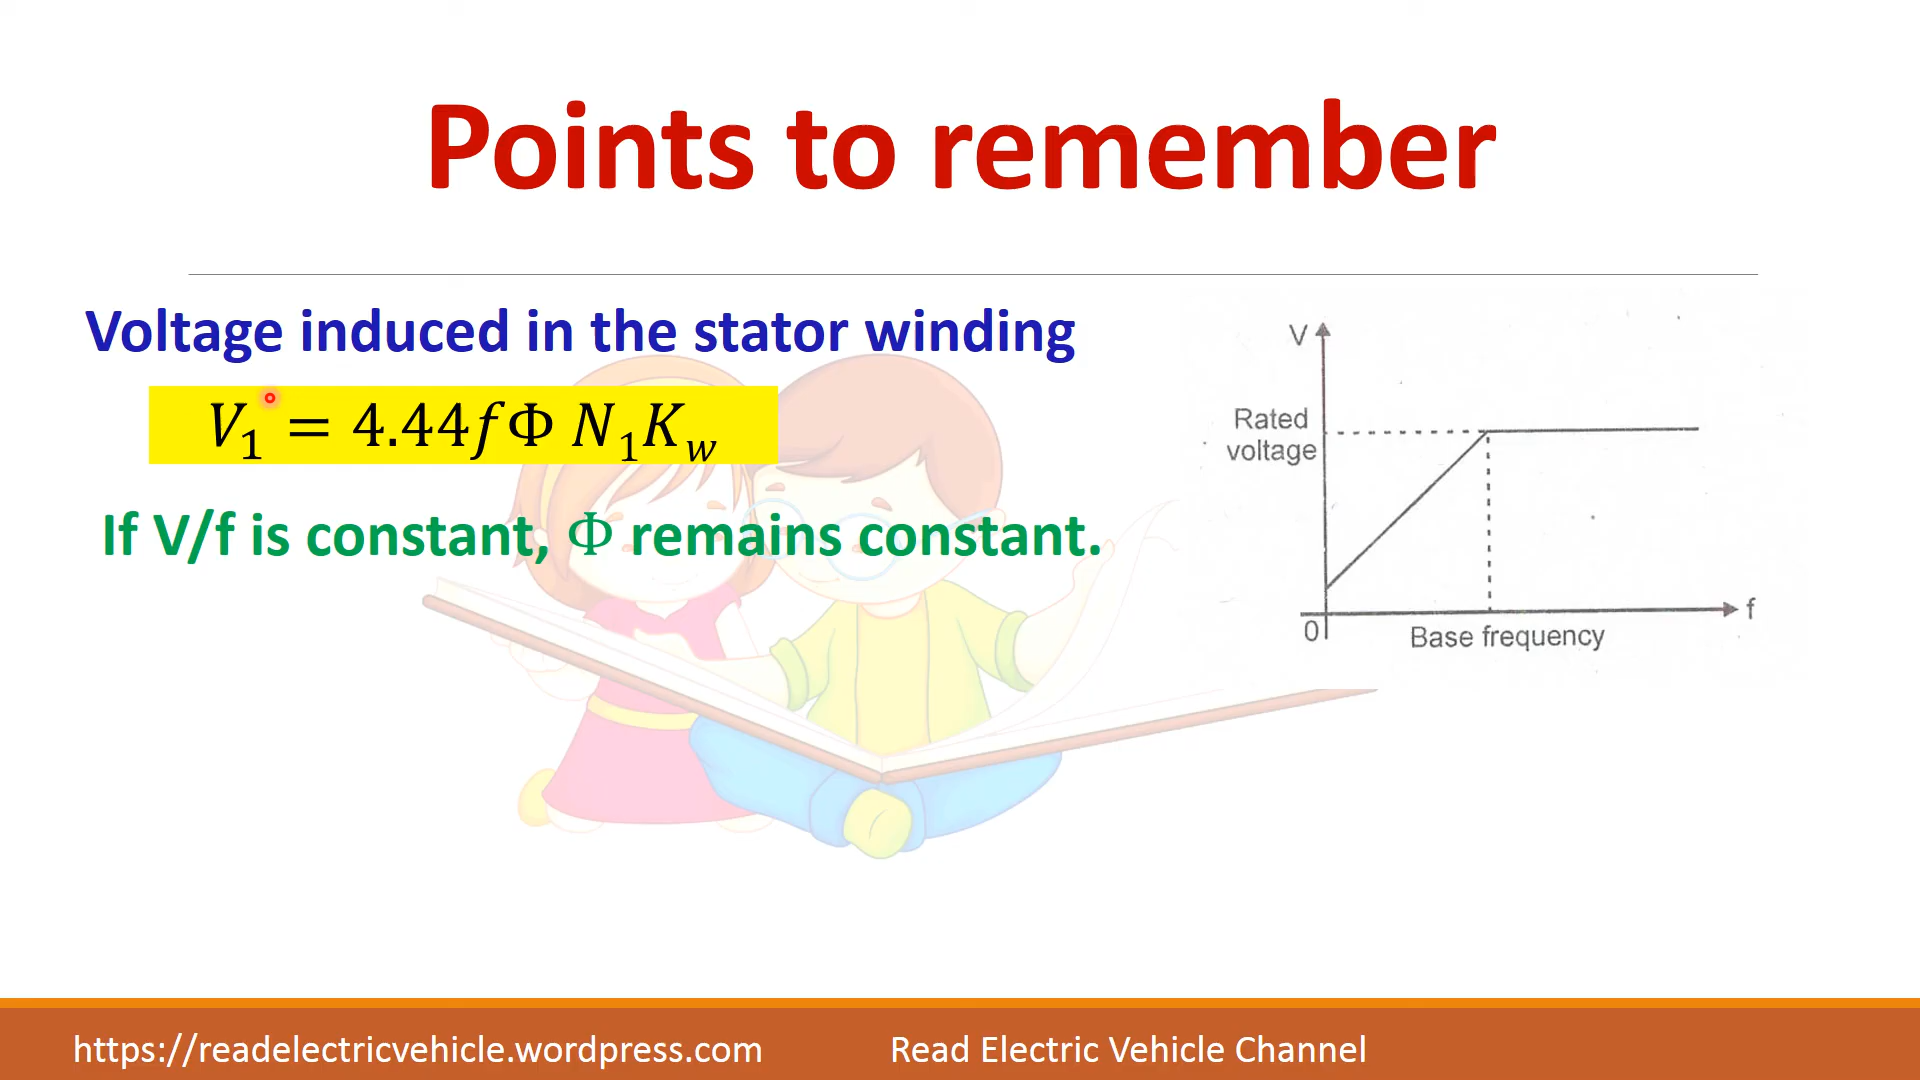 Points to remember
Voltage induced in the stator winding
V₁ = 4.44fΦ N₁K_w
If V/f is constant, Φ remains constant.
V
Rated
voltage
0
Base frequency
f
https://readelectricvehicle.wordpress.com
Read Electric Vehicle Channel